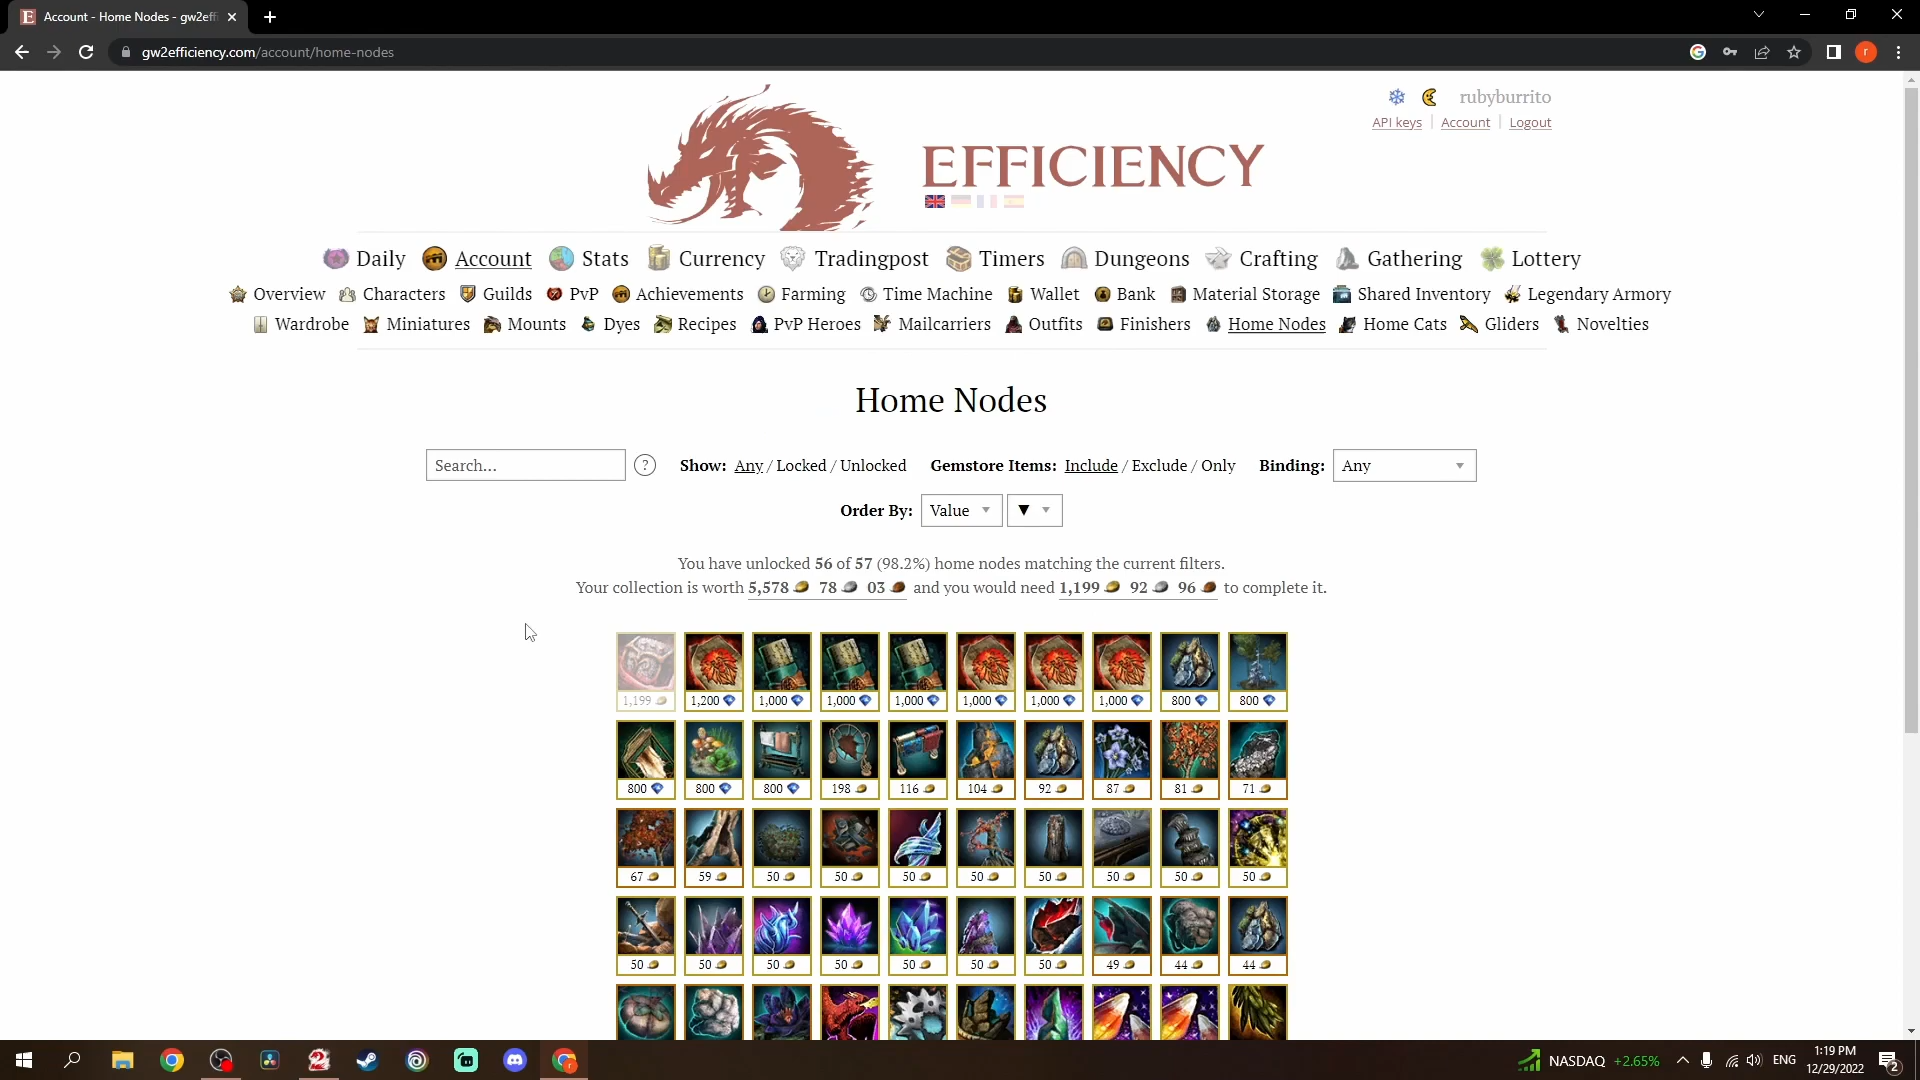 Account - Home Nodes - gw2effi
gw2efficiency.com/account/home-nodes
rubyburrito
API keys | Account | Logout
EFFICIENCY
Daily Account Stats Currency Tradingpost Timers Dungeons Crafting Gathering Lottery
Overview Characters Guilds PvP Achievements Farming Time Machine Wallet Bank Material Storage Shared Inventory Legendary Armory
Wardrobe Miniatures Mounts Dyes Recipes PvP Heroes Mailcarriers Outfits Finishers Home Nodes Home Cats Gliders Novelties
Home Nodes
Search... ? Show: Any / Locked / Unlocked Gemstore Items: Include / Exclude / Only Binding: Any
Order By: Value ▼
You have unlocked 56 of 57 (98.2%) home nodes matching the current filters.
Your collection is worth 5,578 78 03 and you would need 1,199 92 96 to complete it.
1,199 1,200 1,000 1,000 1,000 1,000 1,000 1,000 800 800
800 800 800 198 116 104 92 87 81 71
67 59 50 50 50 50 50 50 50 50
50 50 50 50 50 50 50 49 44 44
NASDAQ +2.65% ENG 1:19 PM
12/29/2022 2